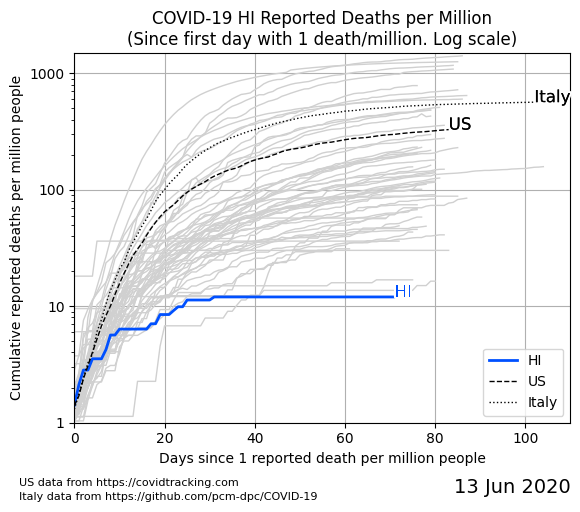 COVID-19 HI Reported Deaths per Million
(Since first day with 1 death/million. Log scale)
Cumulative reported deaths per million people
1000
100
10
1
Italy
US
HI
HI
US
Italy
0 20 40 60 80 100
Days since 1 reported death per million people
US data from https://covidtracking.com
Italy data from https://github.com/pcm-dpc/COVID-19
13 Jun 2020